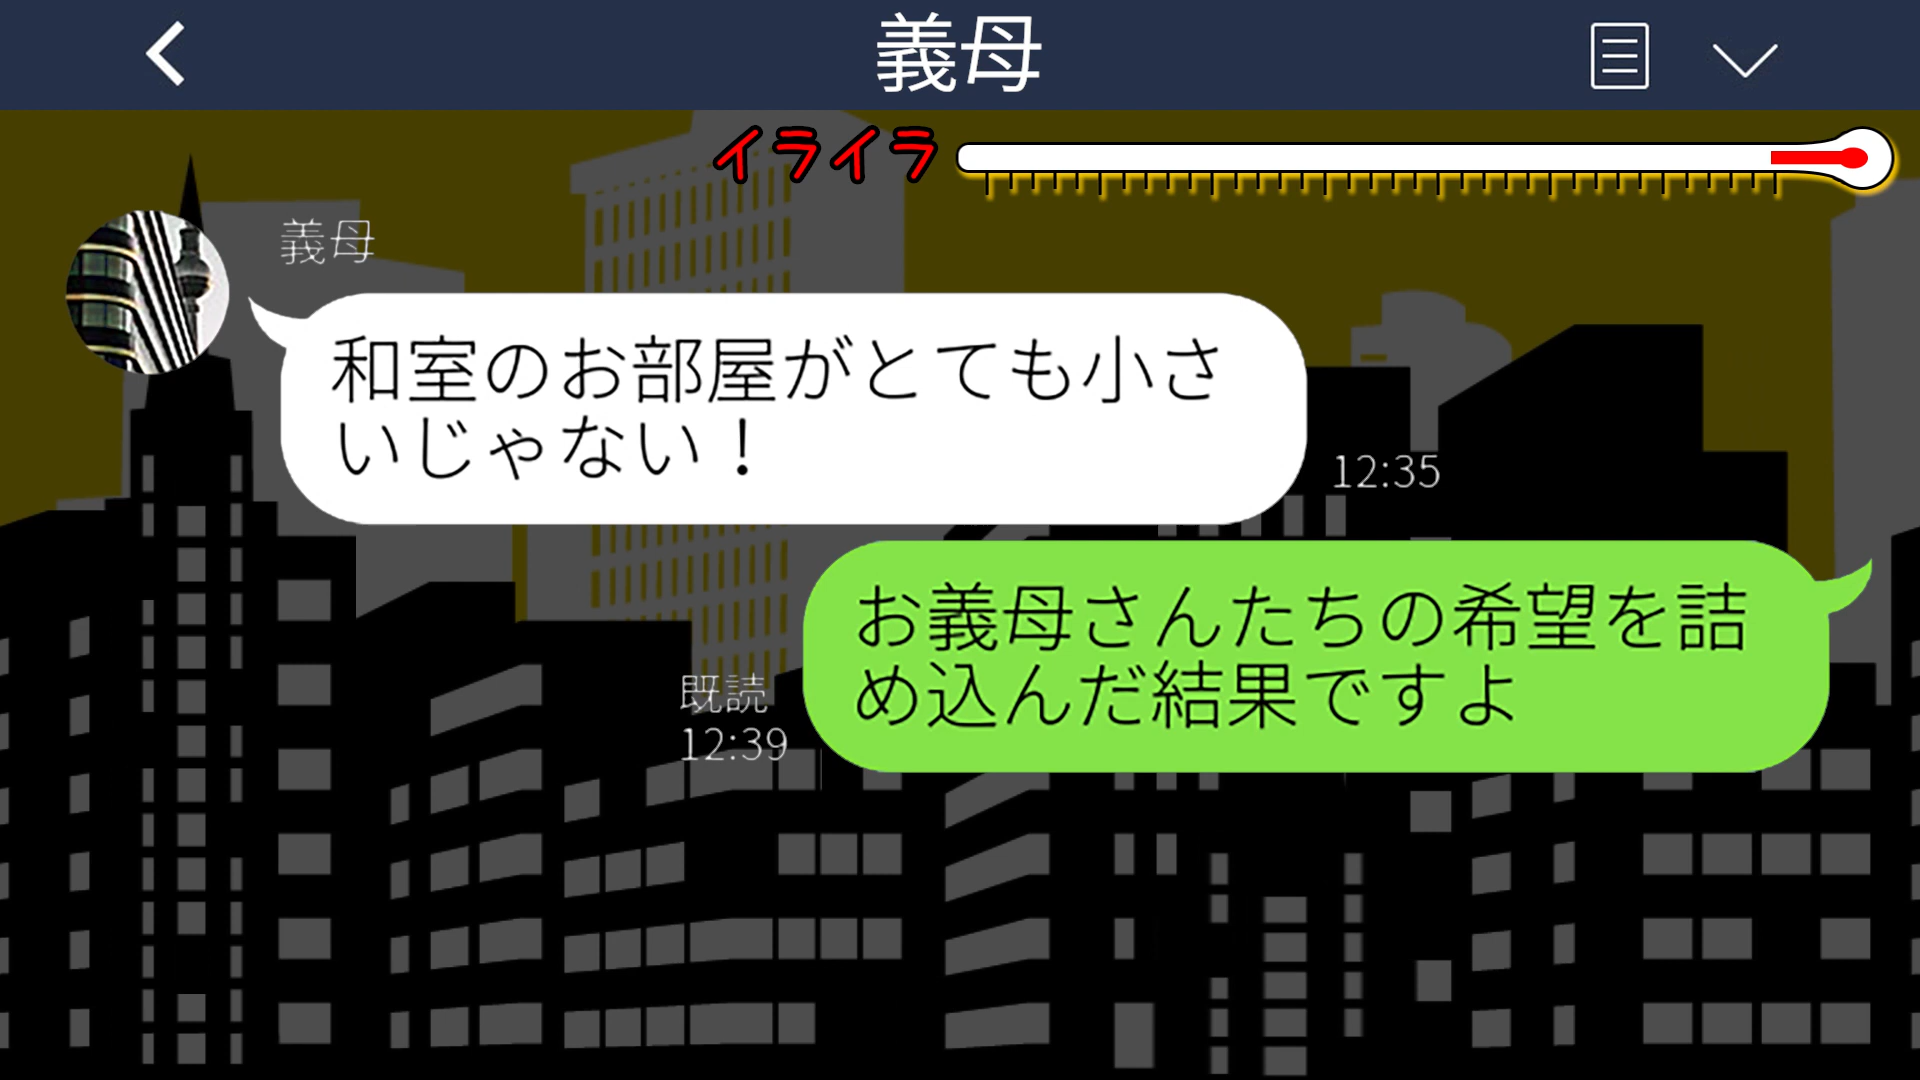 義母
イライラ
義母
和室のお部屋がとても小さ
いじゃない！
12:35
お義母さんたちの希望を詰
め込んだ結果ですよ
既読
12:39